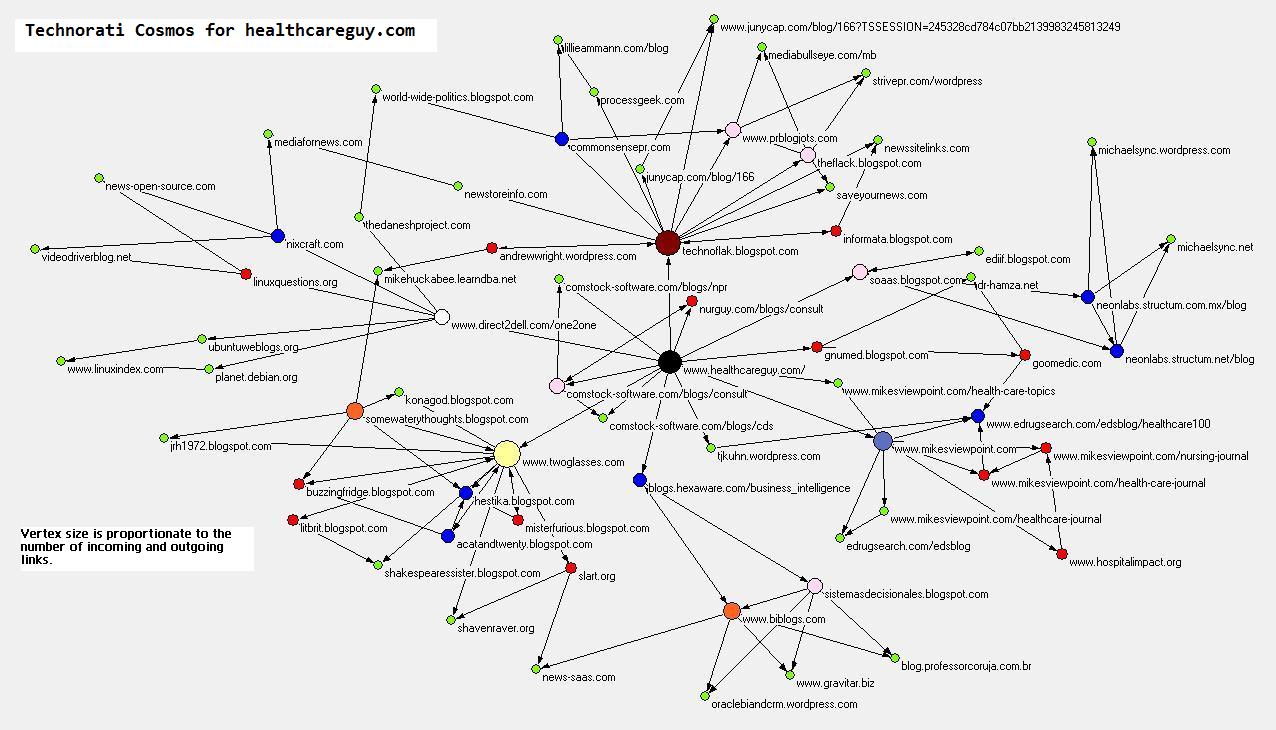 Technorati Cosmos for healthcareguy.com
www.junycap.com/blog/166?TSSESSION=245328cd784c07bb2139983245813249
lillieammann.com/blog
mediabullseye.com/mb
strivepr.com/wordpress
world-wide-politics.blogspot.com
processgeek.com
www.prblogjots.com
mediafornews.com
commonsensepr.com
newssitelinks.com
michaelsync.wordpress.com
theflack.blogspot.com
junycap.com/blog/166
news-open-source.com
newstoreinfo.com
saveyournews.com
thedaneshproject.com
nixcraft.com
informata.blogspot.com
technoflak.blogspot.com
michaelsync.net
videodriverblog.net
andrewwright.wordpress.com
ediif.blogspot.com
linuxquestions.org
mikehuckabee.learndba.net
soaas.blogspot.com
dr-hamza.net
comstock-software.com/blogs/npr
neonlabs.structum.com.mx/blog
nurguy.com/blogs/consult
www.direct2dell.com/one2one
ubuntuweblogs.org
gnumed.blogspot.com
goomedic.com
neonlabs.structum.net/blog
www.linuxindex.com
planet.debian.org
www.healthcareguy.com/
www.mikesviewpoint.com/health-care-topics
comstock-software.com/blogs/consult
konagod.blogspot.com
somewaterythoughts.blogspot.com
comstock-software.com/blogs/cds
www.edrugsearch.com/edsblog/healthcare100
jrh1972.blogspot.com
www.mikesviewpoint.com
tjkuhn.wordpress.com
www.mikesviewpoint.com/nursing-journal
www.twoglasses.com
www.mikesviewpoint.com/health-care-journal
buzzingfridge.blogspot.com
blogs.hexaware.com/business_intelligence
hestika.blogspot.com
www.mikesviewpoint.com/healthcare-journal
litbrit.blogspot.com
misterfurious.blogspot.com
Vertex size is proportionate to the
number of incoming and outgoing
links.
acatandtwenty.blogspot.com
edrugsearch.com/edsblog
www.hospitalimpact.org
shakespearessister.blogspot.com
slart.org
sistemasdecisionales.blogspot.com
www.biblogs.com
shavenraver.org
blog.professorcoruja.com.br
news-saas.com
www.gravitar.biz
oraclebiandcrm.wordpress.com